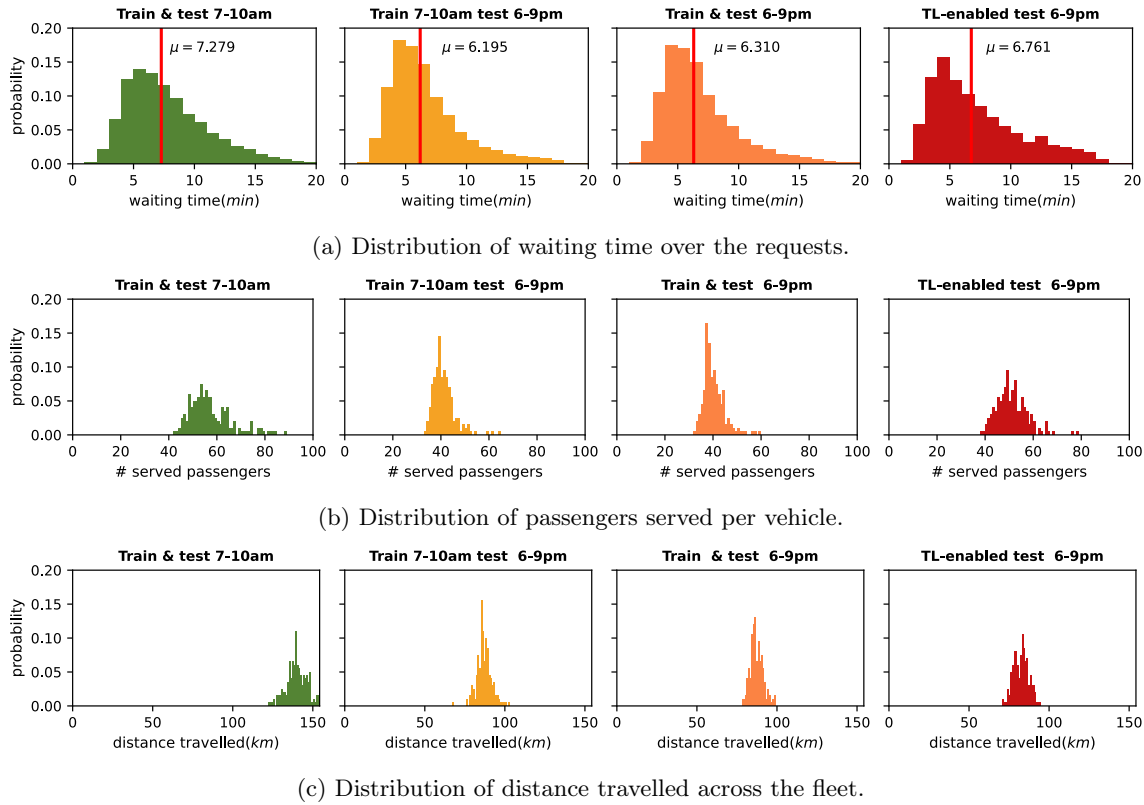 Train & test 7-10am
Train 7-10am test 6-9pm
Train & test 6-9pm
TL-enabled test 6-9pm
μ = 7.279
μ = 6.195
μ = 6.310
μ = 6.761
probability
0.20
0.15
0.10
0.05
0.00
0 5 10 15 20
0 5 10 15 20
0 5 10 15 20
0 5 10 15 20
waiting time(min)
waiting time(min)
waiting time(min)
waiting time(min)
(a) Distribution of waiting time over the requests.
Train & test 7-10am
Train 7-10am test 6-9pm
Train & test 6-9pm
TL-enabled test 6-9pm
probability
0.20
0.15
0.10
0.05
0.00
0 20 40 60 80 100
0 20 40 60 80 100
0 20 40 60 80 100
0 20 40 60 80 100
# served passengers
# served passengers
# served passengers
# served passengers
(b) Distribution of passengers served per vehicle.
Train & test 7-10am
Train 7-10am test 6-9pm
Train & test 6-9pm
TL-enabled test 6-9pm
probability
0.20
0.15
0.10
0.05
0.00
0 50 100 150
0 50 100 150
0 50 100 150
0 50 100 150
distance travelled(km)
distance travelled(km)
distance travelled(km)
distance travelled(km)
(c) Distribution of distance travelled across the fleet.